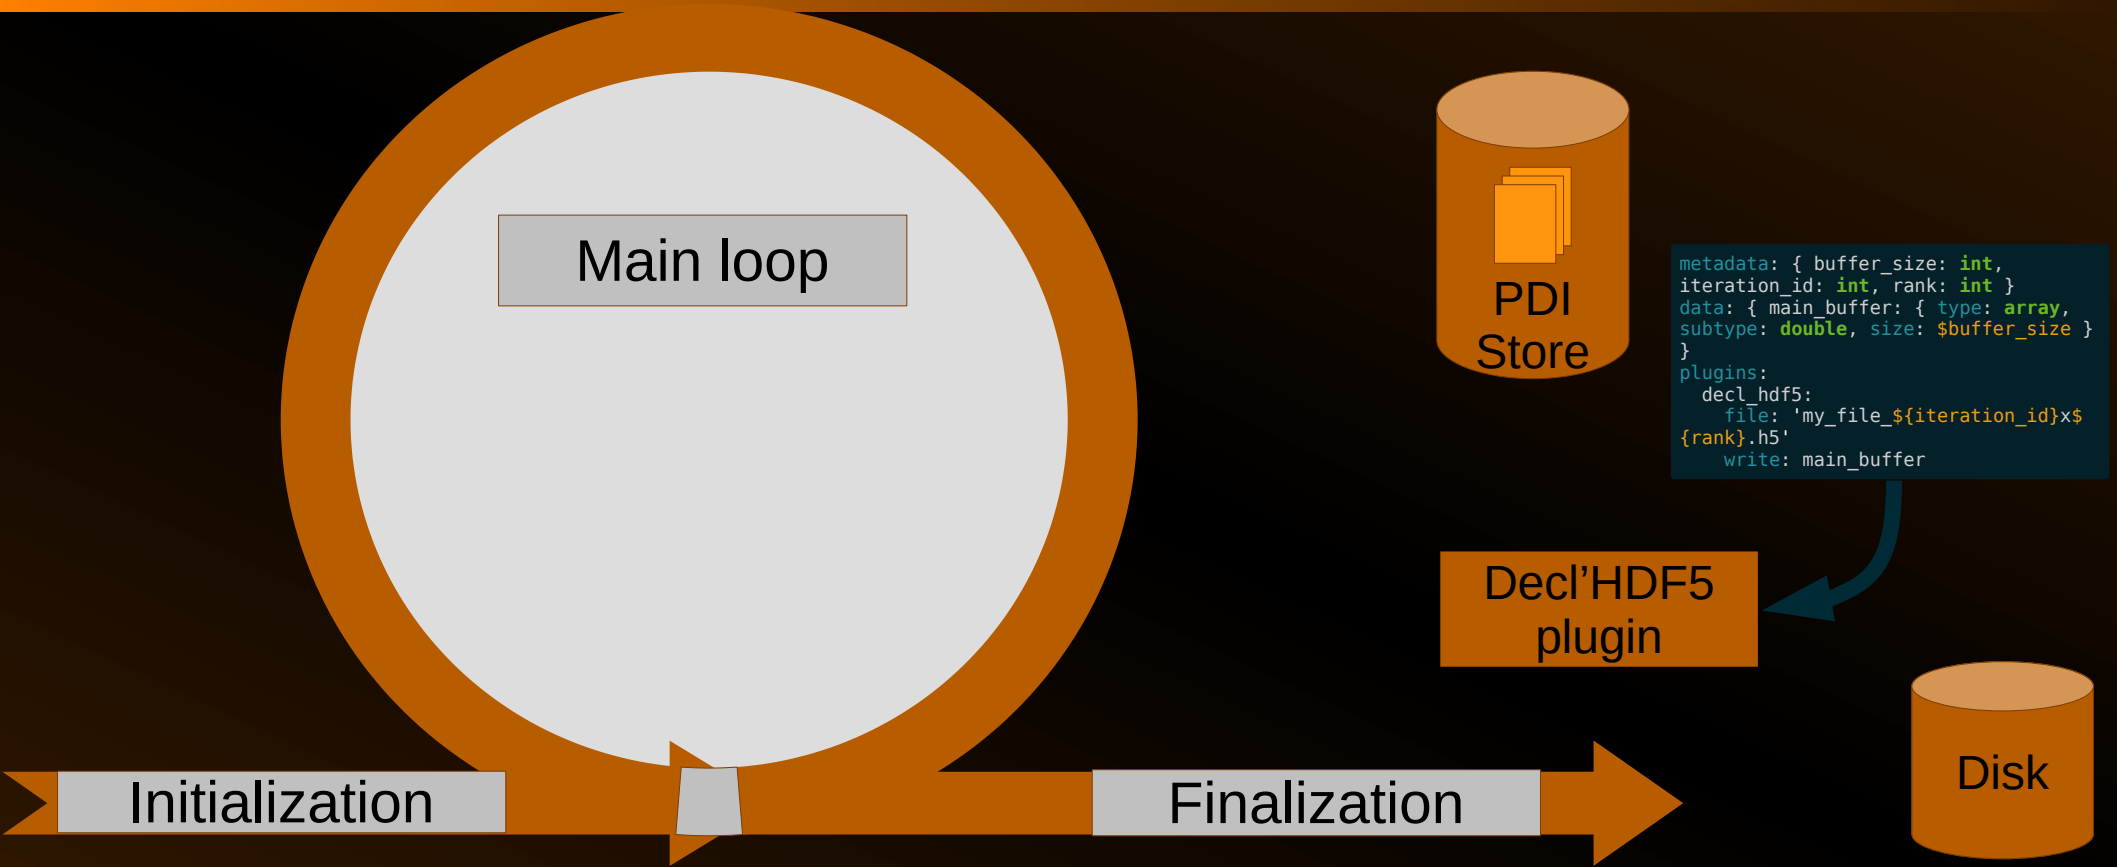 Main loop
PDI
Store
metadata: { buffer_size: int,
iteration_id: int, rank: int }
data: { main_buffer: { type: array,
subtype: double, size: $buffer_size }
}
plugins:
  decl_hdf5:
    file: 'my_file_${iteration_id}x$
{rank}.h5'
    write: main_buffer
Decl’HDF5
plugin
Disk
Initialization
Finalization